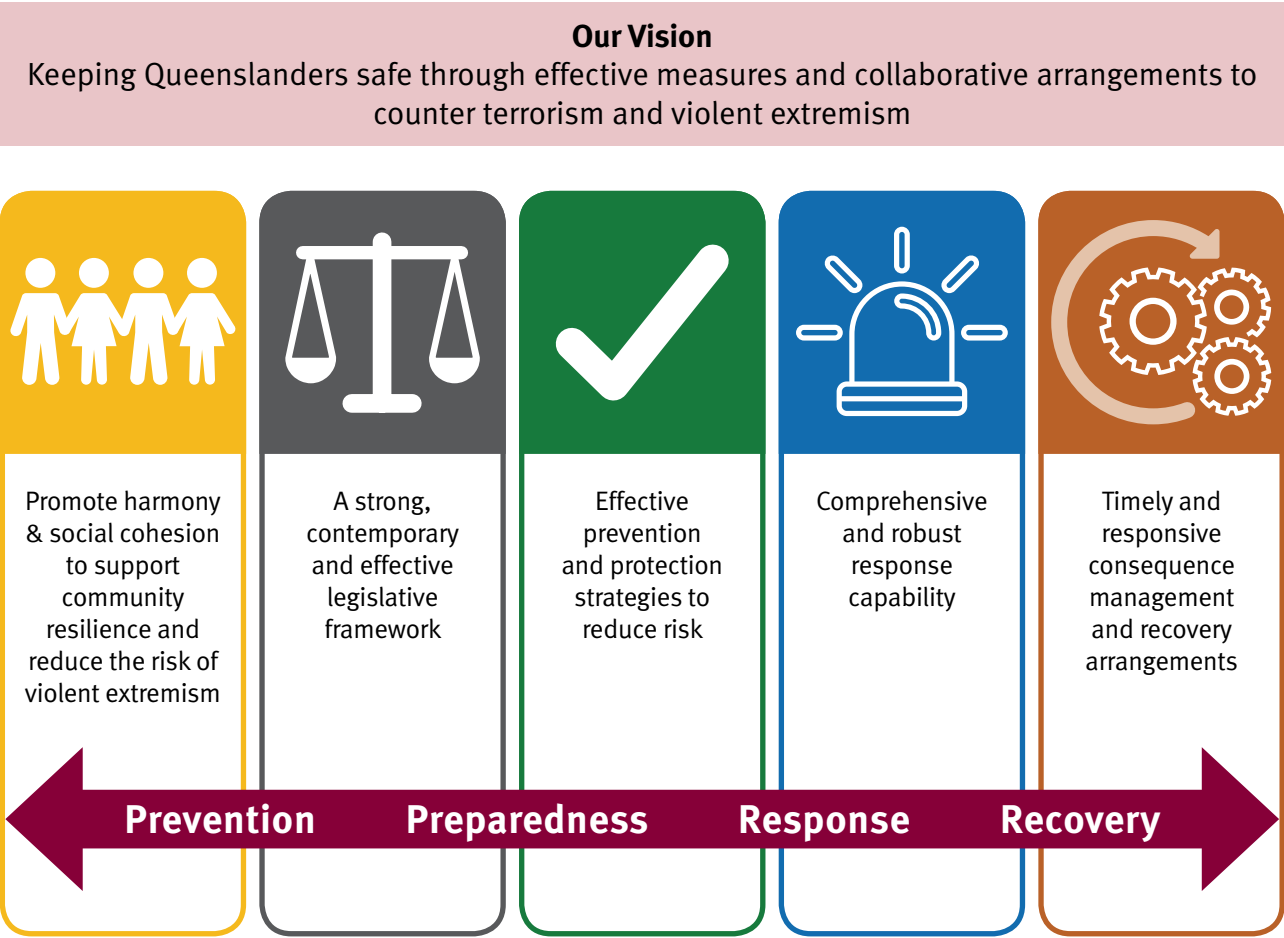 Our Vision
Keeping Queenslanders safe through effective measures and collaborative arrangements to
counter terrorism and violent extremism
Promote harmony
& social cohesion
to support
community
resilience and
reduce the risk of
violent extremism
A strong,
contemporary
and effective
legislative
framework
Effective
prevention
and protection
strategies to
reduce risk
Comprehensive
and robust
response
capability
Timely and
responsive
consequence
management
and recovery
arrangements
Prevention Preparedness Response Recovery